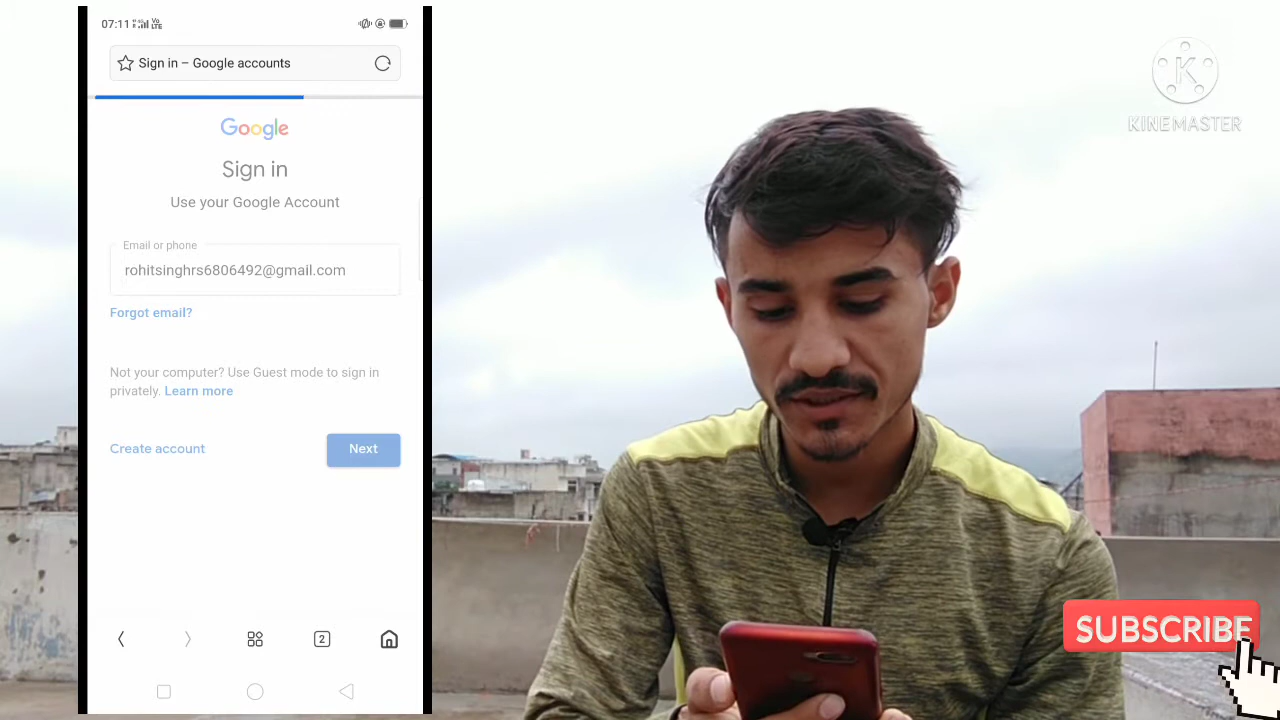 07:11
Sign in – Google accounts
Google
Sign in
Use your Google Account
Email or phone
rohitsinghrs6806492@gmail.com
Forgot email?
Not your computer? Use Guest mode to sign in
privately. Learn more
Create account
Next
2
K
KINEMASTER
SUBSCRIBE